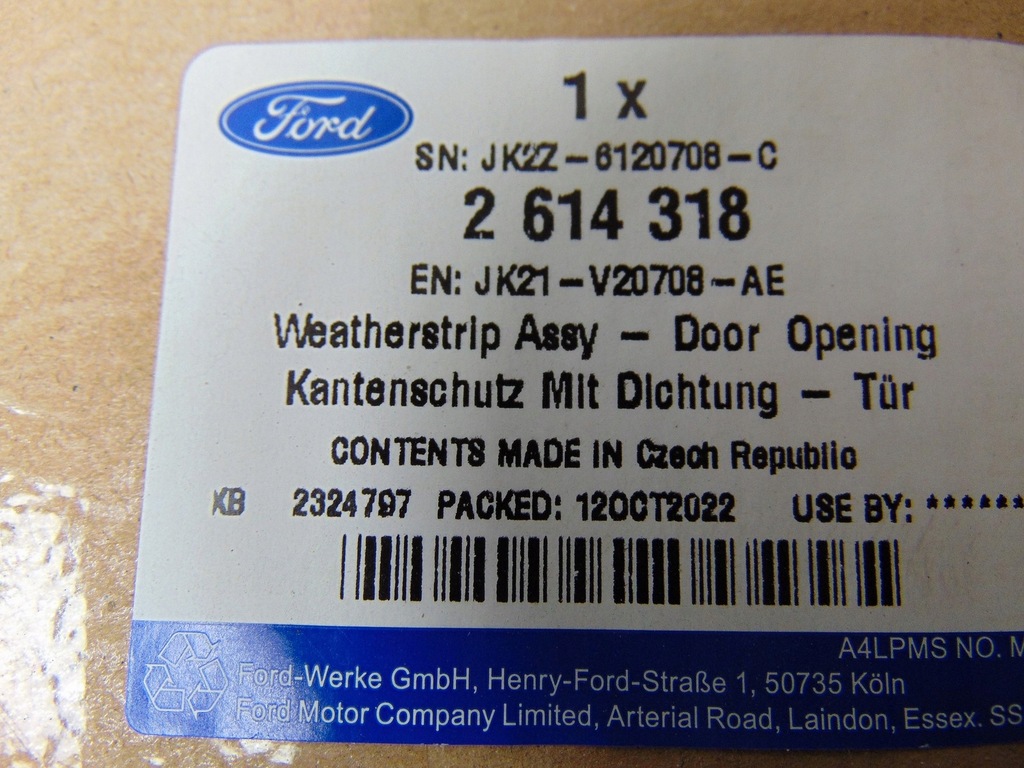 Ford
1 x
SN: JK2Z-6120708-C
2 614 318
EN: JK21-V20708-AE
Weatherstrip Assy - Door Opening
Kantenschutz Mit Dichtung - Tür
CONTENTS MADE IN Czech Republic
KB 2324797 PACKED: 12OCT2022 USE BY: ******
A4LPMS NO. M
Ford-Werke GmbH, Henry-Ford-Straße 1, 50735 Köln
Ford Motor Company Limited, Arterial Road, Laindon, Essex. SS